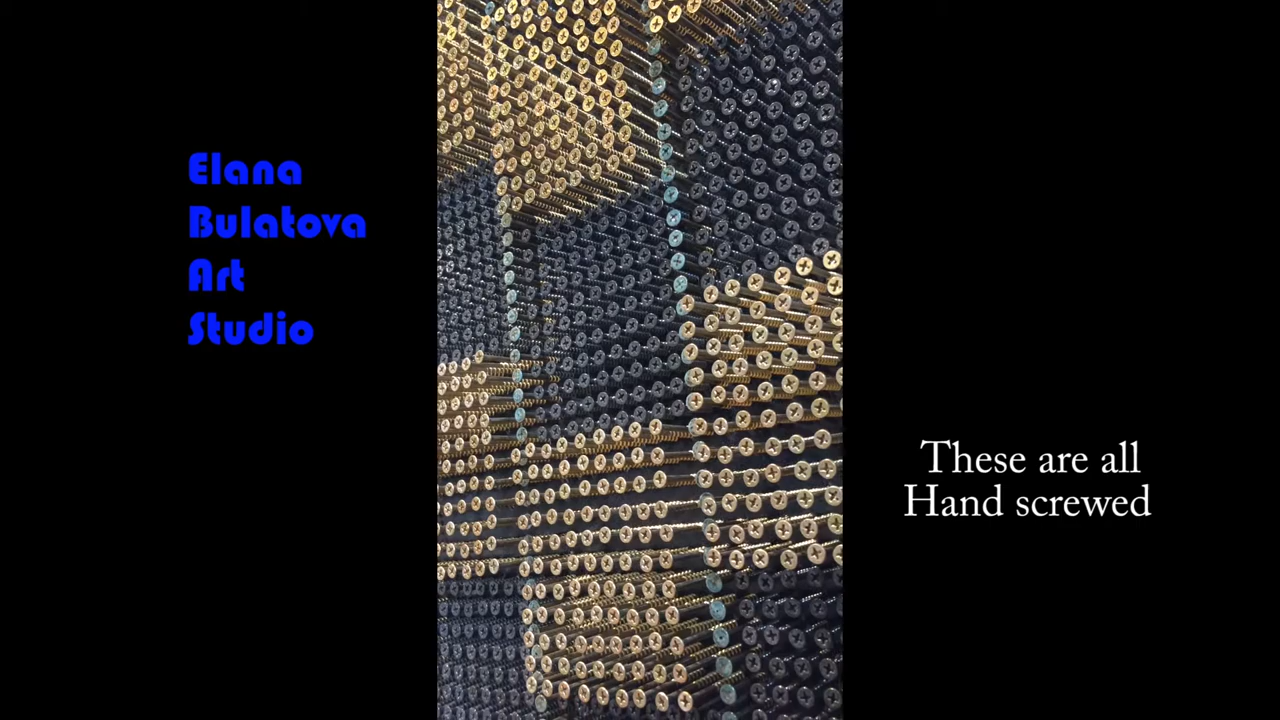 Elana
Bulatova
Art
Studio
These are all
Hand screwed